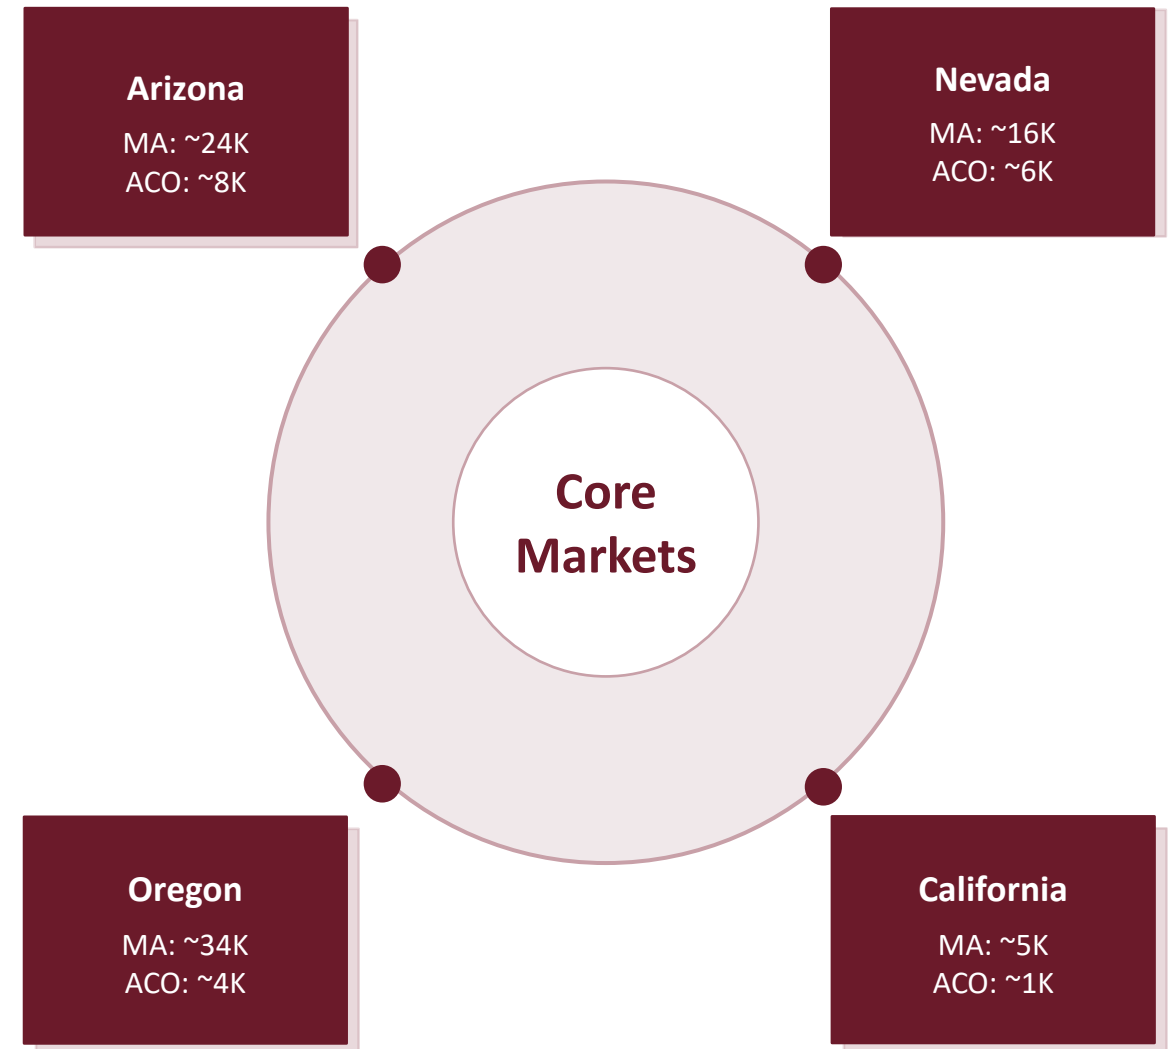 Arizona
MA: ~24K
ACO: ~8K
Nevada
MA: ~16K
ACO: ~6K
Core
Markets
Oregon
MA: ~34K
ACO: ~4K
California
MA: ~5K
ACO: ~1K